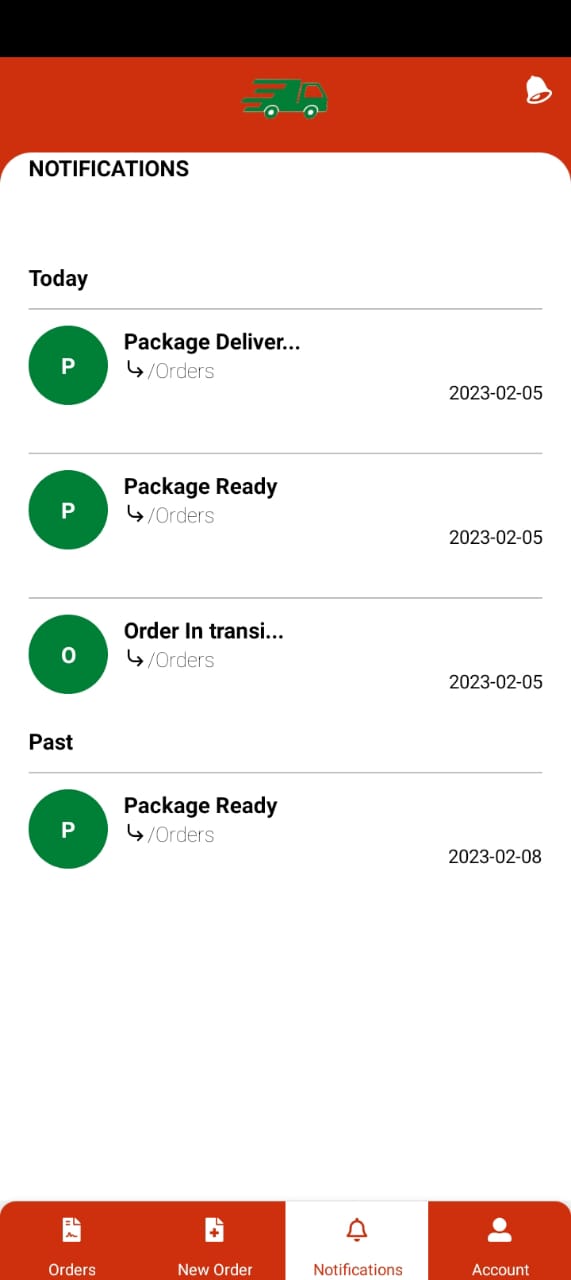 NOTIFICATIONS
Today
P
Package Deliver...
/Orders
2023-02-05
P
Package Ready
/Orders
2023-02-05
O
Order In transi...
/Orders
2023-02-05
Past
P
Package Ready
/Orders
2023-02-08
Orders New Order Notifications Account